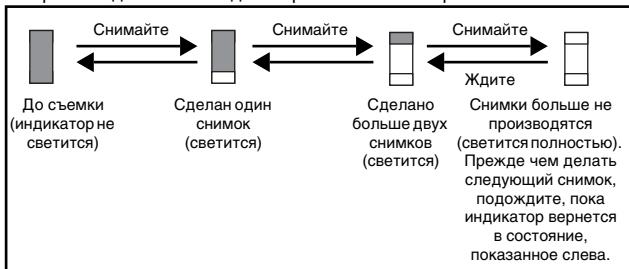 Снимайте
Снимайте
Снимайте
Ждите
До съемки
(индикатор не
светится)
Сделан один
снимок
(светится)
Сделано
больше двух
снимков
(светится)
Снимки больше не
производятся
(светится полностью).
Прежде чем делать
следующий снимок,
подождите, пока
индикатор вернется
в состояние,
показанное слева.